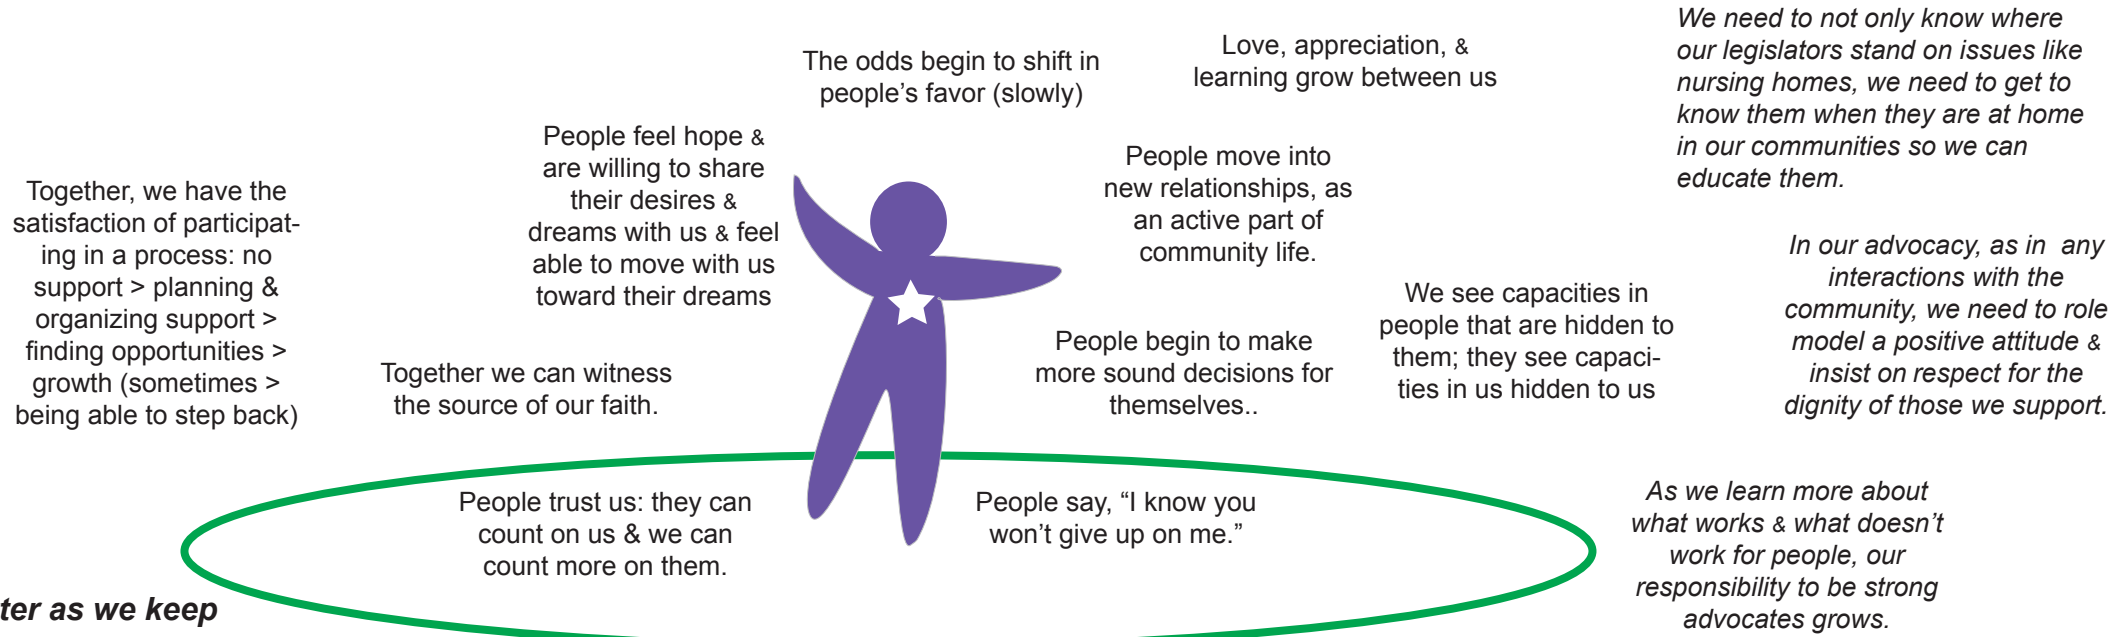 Together, we have the
satisfaction of participat-
ing in a process: no
support > planning &
organizing support >
finding opportunities >
growth (sometimes >
being able to step back)
People feel hope &
are willing to share
their desires &
dreams with us & feel
able to move with us
toward their dreams
Together we can witness
the source of our faith.
The odds begin to shift in
people’s favor (slowly)
Love, appreciation, &
learning grow between us
People move into
new relationships, as
an active part of
community life.
People begin to make
more sound decisions for
themselves..
We see capacities in
people that are hidden to
them; they see capaci-
ties in us hidden to us
People trust us: they can
count on us & we can
count more on them.
People say, “I know you
won’t give up on me.”
We need to not only know where
our legislators stand on issues like
nursing homes, we need to get to
know them when they are at home
in our communities so we can
educate them.
In our advocacy, as in any
interactions with the
community, we need to role
model a positive attitude &
insist on respect for the
dignity of those we support.
As we learn more about
what works & what doesn’t
work for people, our
responsibility to be strong
advocates grows.
ter as we keep